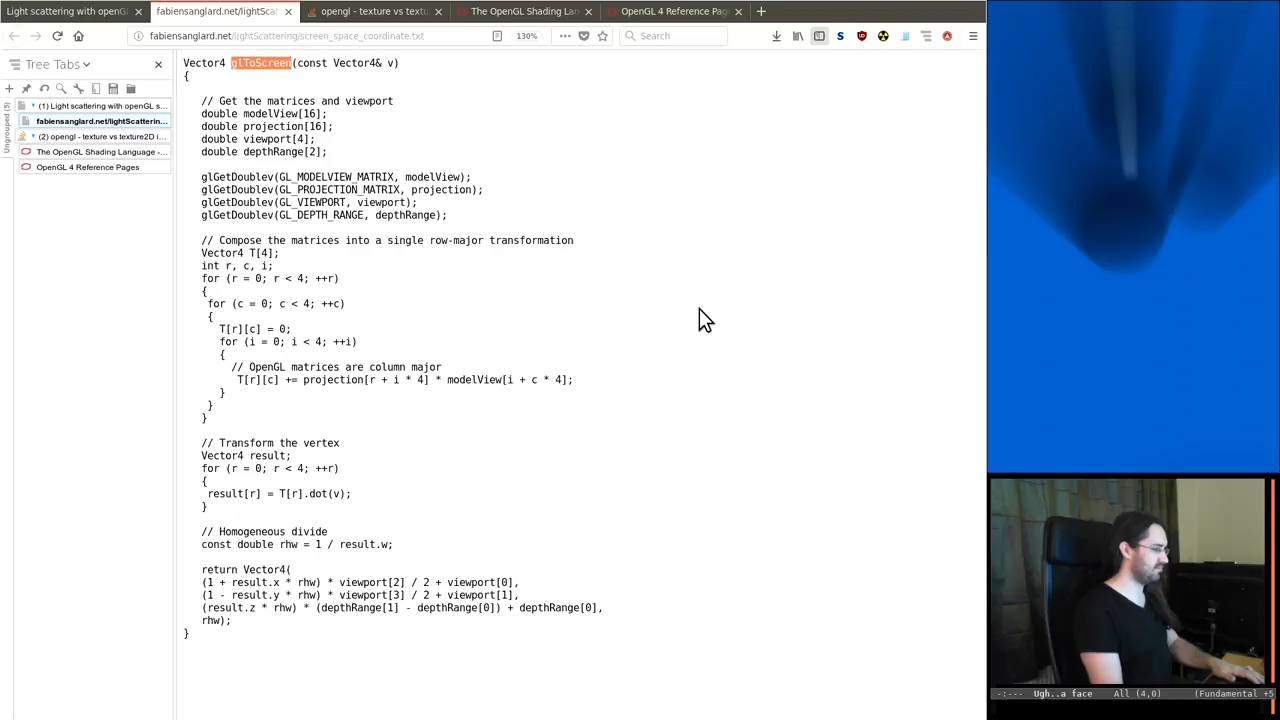 Light scattering with openGl
fabiensanglard.net/lightScat
opengl - texture vs textu
The OpenGL Shading Lan
OpenGL 4 Reference Page
fabiensanglard.net/lightScattering/screen_space_coordinate.txt
130%
Search
Tree Tabs
Ungrouped (5)
(1) Light scattering with openGL s...
fabiensanglard.net/lightScatterin...
(2) opengl - texture vs texture2D i...
The OpenGL Shading Language -...
OpenGL 4 Reference Pages
Vector4 glToScreen(const Vector4& v)
{
// Get the matrices and viewport
double modelView[16];
double projection[16];
double viewport[4];
double depthRange[2];
glGetDoublev(GL_MODELVIEW_MATRIX, modelView);
glGetDoublev(GL_PROJECTION_MATRIX, projection);
glGetDoublev(GL_VIEWPORT, viewport);
glGetDoublev(GL_DEPTH_RANGE, depthRange);
// Compose the matrices into a single row-major transformation
Vector4 T[4];
int r, c, i;
for (r = 0; r < 4; ++r)
{
for (c = 0; c < 4; ++c)
{
T[r][c] = 0;
for (i = 0; i < 4; ++i)
{
// OpenGL matrices are column major
T[r][c] += projection[r + i * 4] * modelView[i + c * 4];
}
}
}
// Transform the vertex
Vector4 result;
for (r = 0; r < 4; ++r)
{
result[r] = T[r].dot(v);
}
// Homogeneous divide
const double rhw = 1 / result.w;
return Vector4(
(1 + result.x * rhw) * viewport[2] / 2 + viewport[0],
(1 - result.y * rhw) * viewport[3] / 2 + viewport[1],
(result.z * rhw) * (depthRange[1] - depthRange[0]) + depthRange[0],
rhw);
}
-:--- Ugh..a face All (4,0) (Fundamental +5